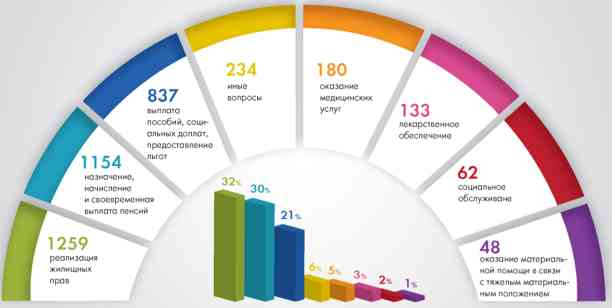 1259
реализация
жилищных
прав
1154
назначение,
начисление
и своевременная
выплата пенсий
837
выплата
пособий, соци-
альных доплат,
предоставление
льгот
234
иные
вопросы
180
оказание
медицинских
услуг
133
лекарственное
обеспечение
62
социальное
обслуживане
48
оказание материаль-
ной помощи в связи
с тяжелым материаль-
ным положением
32%
30%
21%
6%
5%
3%
2%
1%